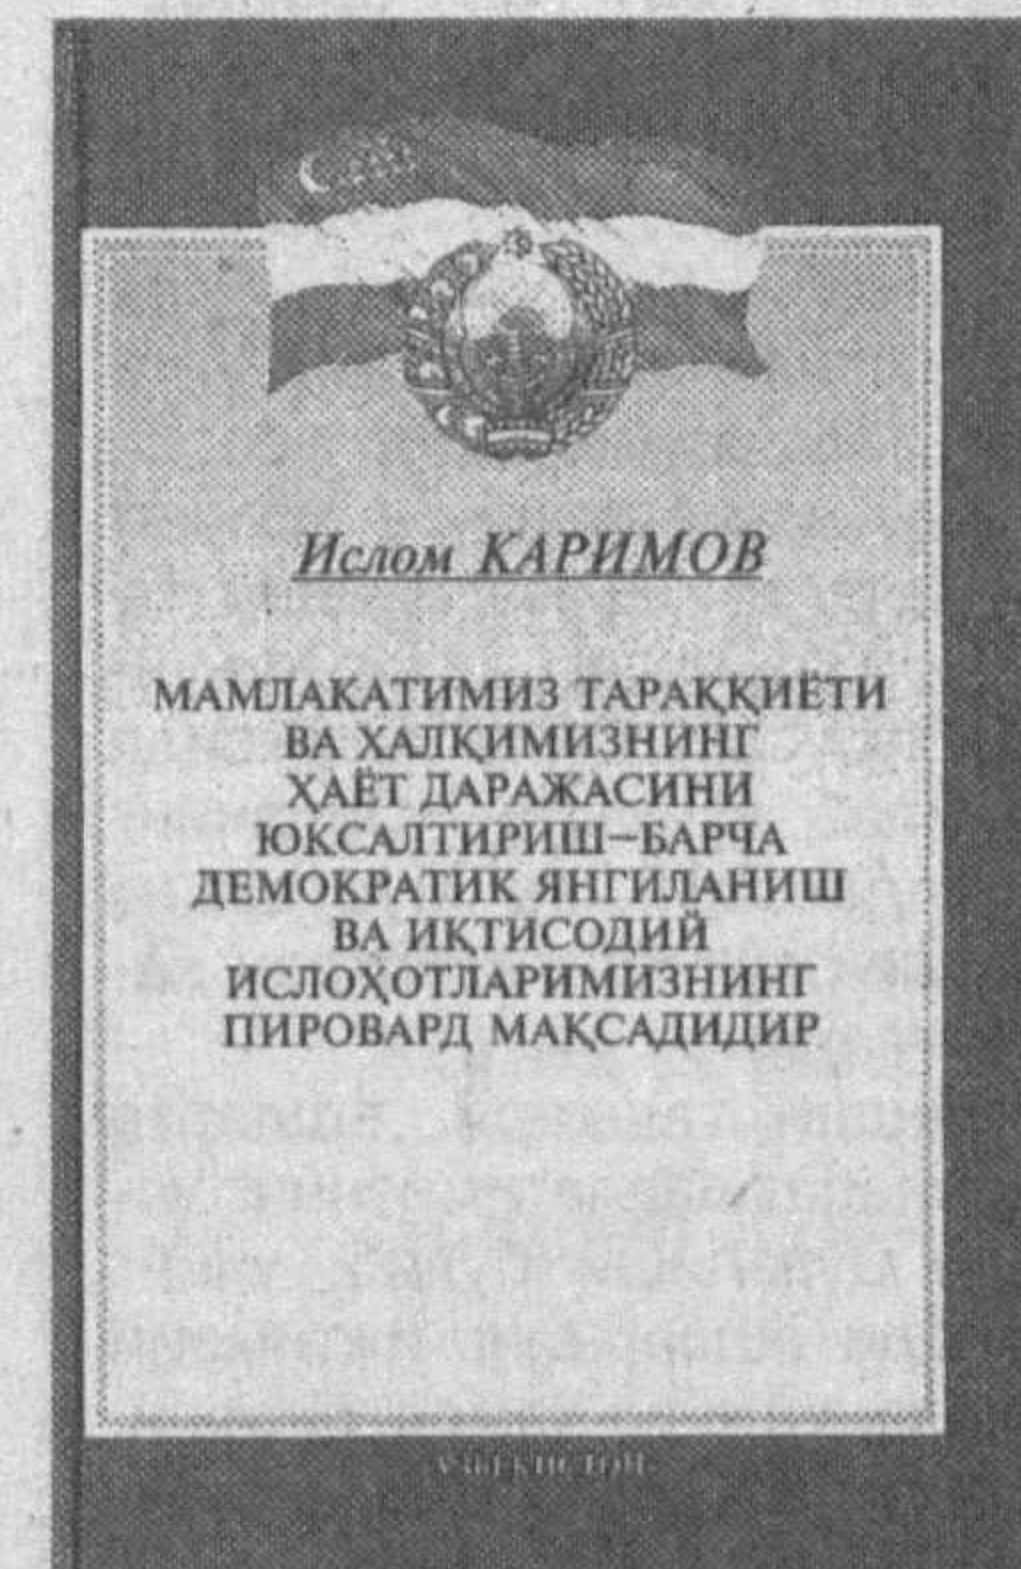 Ислом КАРИМОВ
МАМЛАКАТИМИЗ ТАРАҚҚИЁТИ
ВА ХАЛҚИМИЗНИНГ
ҲАЁТ ДАРАЖАСИНИ
ЮКСАЛТИРИШ—БАРЧА
ДЕМОКРАТИК ЯНГИЛАНИШ
ВА ИҚТИСОДИЙ
ИСЛОҲОТЛАРИМИЗНИНГ
ПИРОВАРД МАҚСАДИДИР